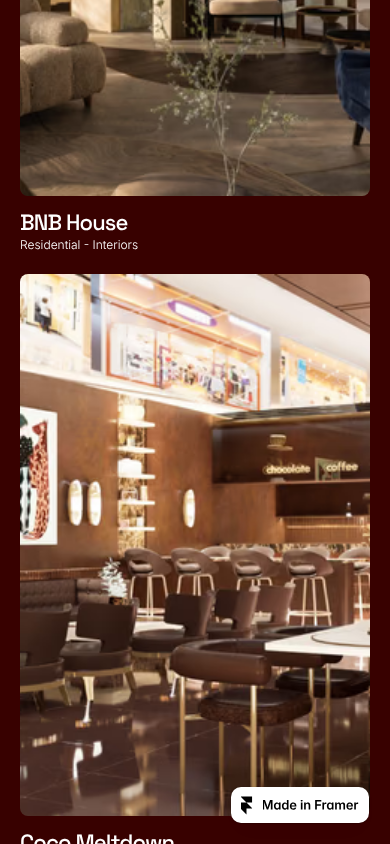 BNB House
Residential - Interiors
chocolate coffee
Made in Framer
Coco Meltdown